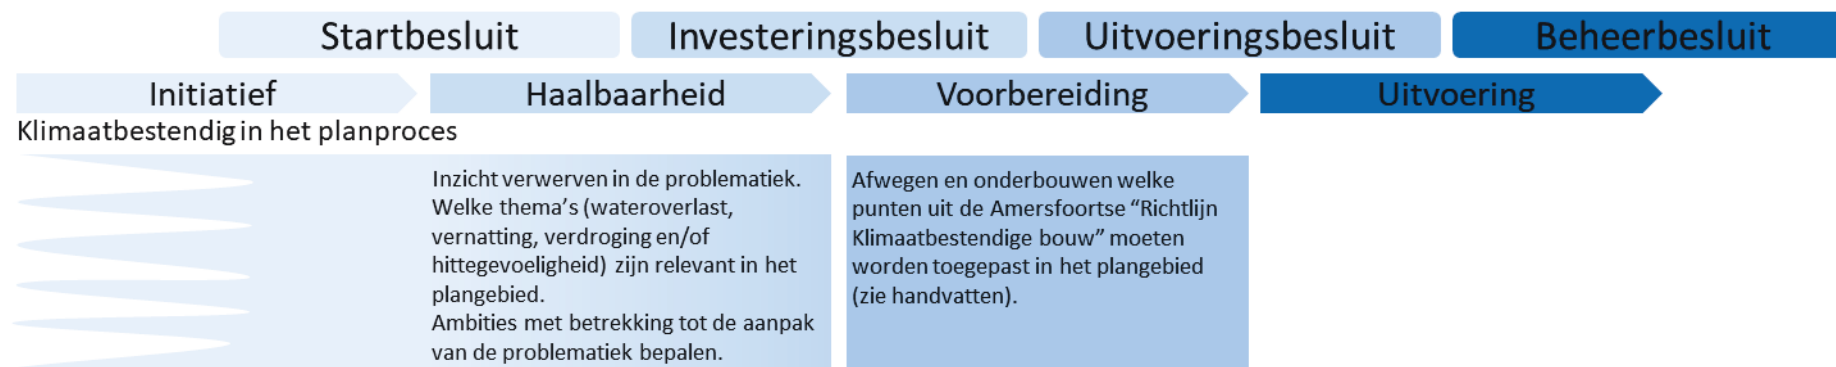 Startbesluit
Investeringsbesluit
Uitvoeringsbesluit
Beheerbesluit
Initiatief
Haalbaarheid
Voorbereiding
Uitvoering
Klimaatbestendig in het planproces
Inzicht verwerven in de problematiek.
Welke thema’s (wateroverlast,
vernatting, verdroging en/of
hittegevoeligheid) zijn relevant in het
plangebied.
Ambities met betrekking tot de aanpak
van de problematiek bepalen.
Afwegen en onderbouwen welke
punten uit de Amersfoortse “Richtlijn
Klimaatbestendige bouw” moeten
worden toegepast in het plangebied
(zie handvatten).